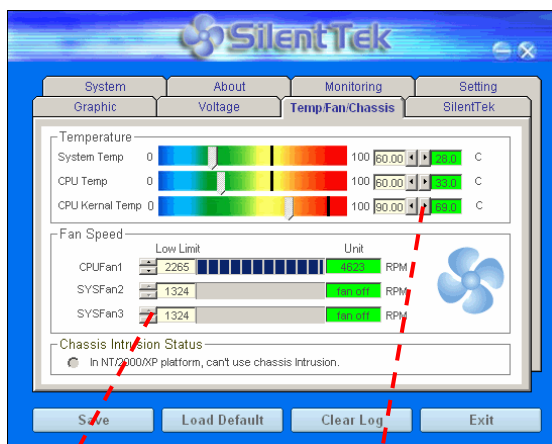 SilentTek
System About Monitoring Setting
Graphic Voltage Temp/Fan/Chassis SilentTek
Temperature
System Temp 0 100 60.00 28.0 C
CPU Temp 0 100 60.00 33.0 C
CPU Kernal Temp 0 100 90.00 69.0 C
Fan Speed
Low Limit Unit
CPUFan1 2265 4623 RPM
SYSFan2 1324 fan off RPM
SYSFan3 1324 fan off RPM
Chassis Intrusion Status
In NT/2000/XP platform, can't use chassis Intrusion.
Save Load Default Clear Log Exit